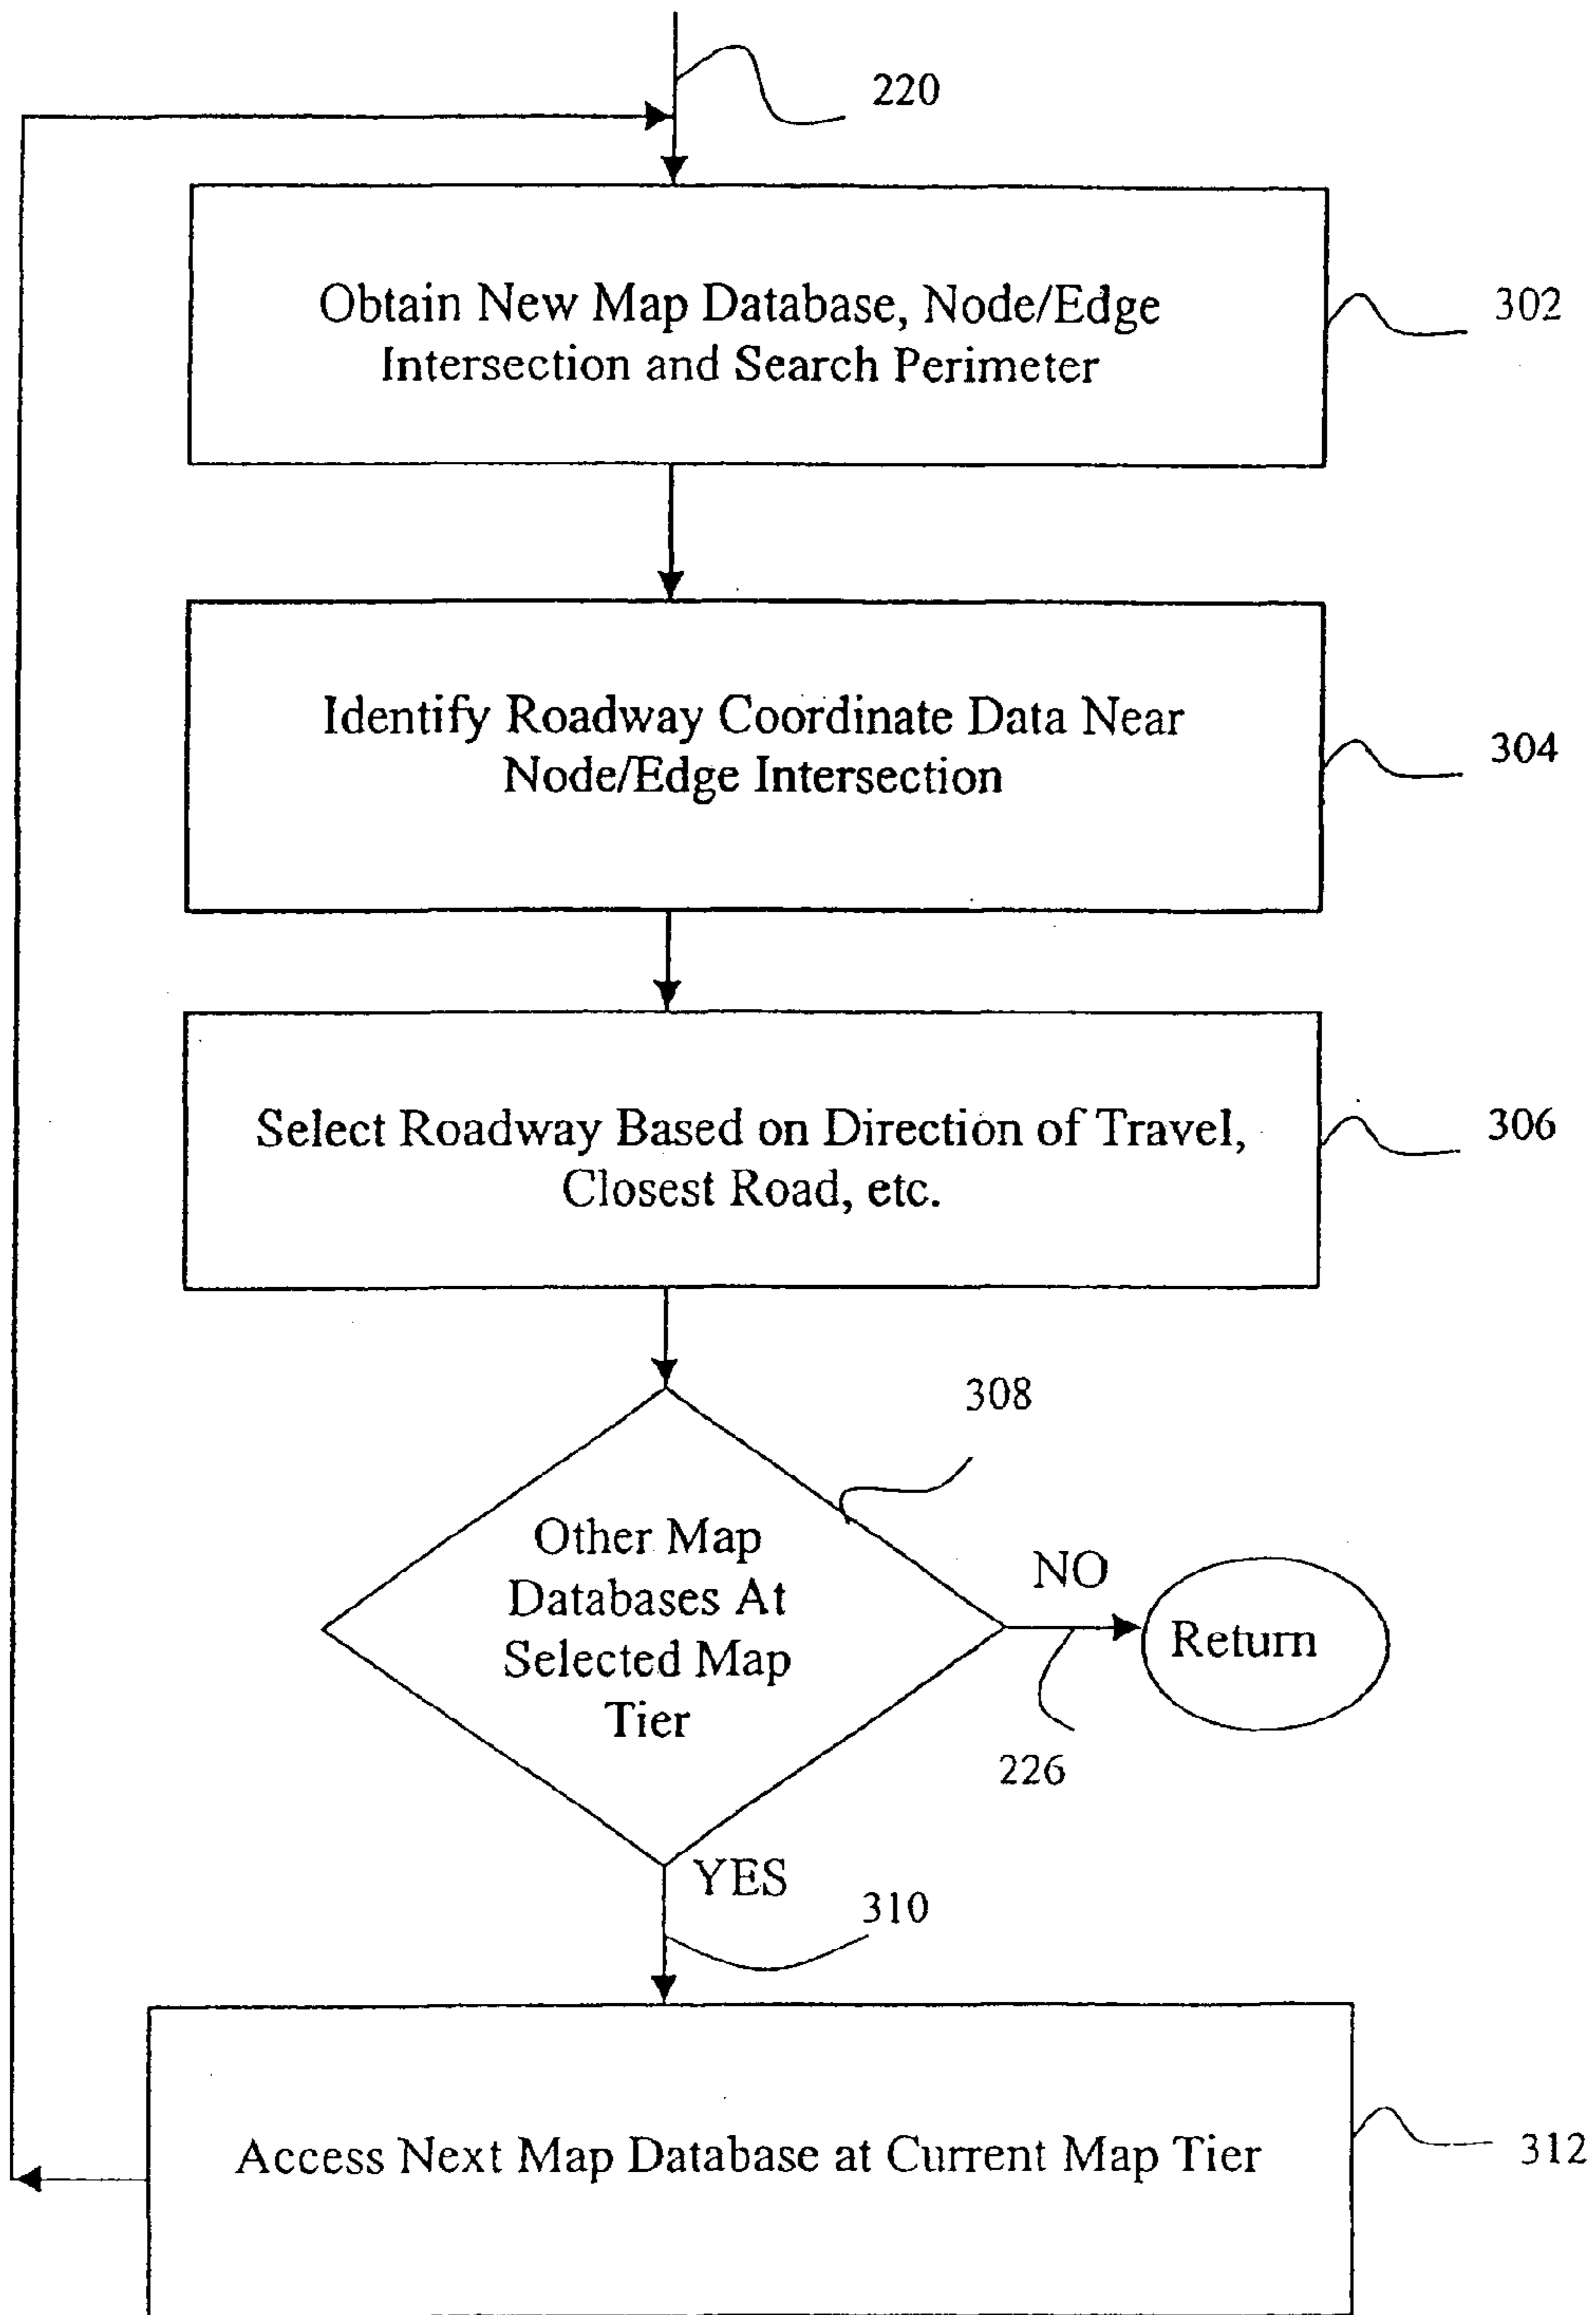 220
Obtain New Map Database, Node/Edge
Intersection and Search Perimeter
302
Identify Roadway Coordinate Data Near
Node/Edge Intersection
304
Select Roadway Based on Direction of Travel,
Closest Road, etc.
306
308
Other Map
Databases At
Selected Map
Tier
NO
Return
226
YES
310
Access Next Map Database at Current Map Tier
312